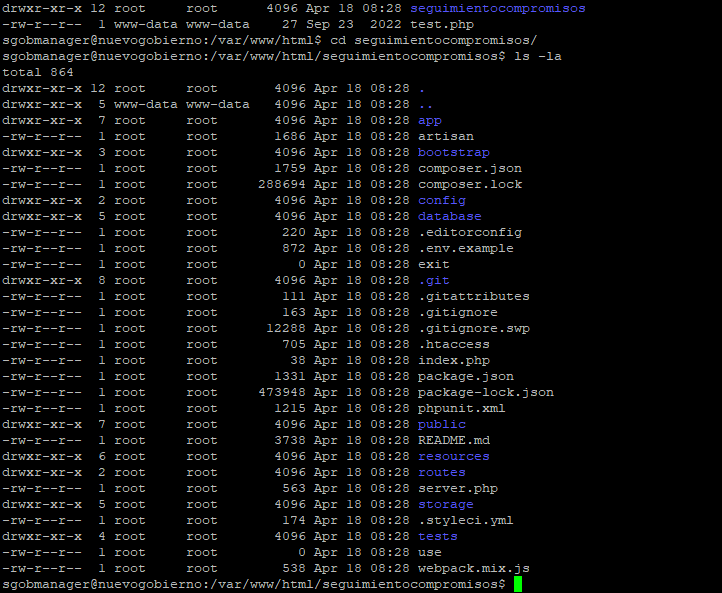 drwxr-xr-x 12 root     root       4096 Apr 18 08:28 seguimientocompromisos
-rw-r--r--  1 www-data www-data     27 Sep 23  2022 test.php
sgobmanager@nuevogobierno:/var/www/html$ cd seguimientocompromisos/
sgobmanager@nuevogobierno:/var/www/html/seguimientocompromisos$ ls -la
total 864
drwxr-xr-x 12 root     root       4096 Apr 18 08:28 .
drwxr-xr-x  5 www-data www-data   4096 Apr 18 08:28 ..
drwxr-xr-x  7 root     root       4096 Apr 18 08:28 app
-rw-r--r--  1 root     root       1686 Apr 18 08:28 artisan
drwxr-xr-x  3 root     root       4096 Apr 18 08:28 bootstrap
-rw-r--r--  1 root     root       1759 Apr 18 08:28 composer.json
-rw-r--r--  1 root     root     288694 Apr 18 08:28 composer.lock
drwxr-xr-x  2 root     root       4096 Apr 18 08:28 config
drwxr-xr-x  5 root     root       4096 Apr 18 08:28 database
-rw-r--r--  1 root     root        220 Apr 18 08:28 .editorconfig
-rw-r--r--  1 root     root        872 Apr 18 08:28 .env.example
-rw-r--r--  1 root     root          0 Apr 18 08:28 exit
drwxr-xr-x  8 root     root       4096 Apr 18 08:28 .git
-rw-r--r--  1 root     root        111 Apr 18 08:28 .gitattributes
-rw-r--r--  1 root     root        163 Apr 18 08:28 .gitignore
-rw-r--r--  1 root     root      12288 Apr 18 08:28 .gitignore.swp
-rw-r--r--  1 root     root        705 Apr 18 08:28 .htaccess
-rw-r--r--  1 root     root         38 Apr 18 08:28 index.php
-rw-r--r--  1 root     root       1331 Apr 18 08:28 package.json
-rw-r--r--  1 root     root     473948 Apr 18 08:28 package-lock.json
-rw-r--r--  1 root     root       1215 Apr 18 08:28 phpunit.xml
drwxr-xr-x  7 root     root       4096 Apr 18 08:28 public
-rw-r--r--  1 root     root       3738 Apr 18 08:28 README.md
drwxr-xr-x  6 root     root       4096 Apr 18 08:28 resources
drwxr-xr-x  2 root     root       4096 Apr 18 08:28 routes
-rw-r--r--  1 root     root        563 Apr 18 08:28 server.php
drwxr-xr-x  5 root     root       4096 Apr 18 08:28 storage
-rw-r--r--  1 root     root        174 Apr 18 08:28 .styleci.yml
drwxr-xr-x  4 root     root       4096 Apr 18 08:28 tests
-rw-r--r--  1 root     root          0 Apr 18 08:28 use
-rw-r--r--  1 root     root        538 Apr 18 08:28 webpack.mix.js
sgobmanager@nuevogobierno:/var/www/html/seguimientocompromisos$